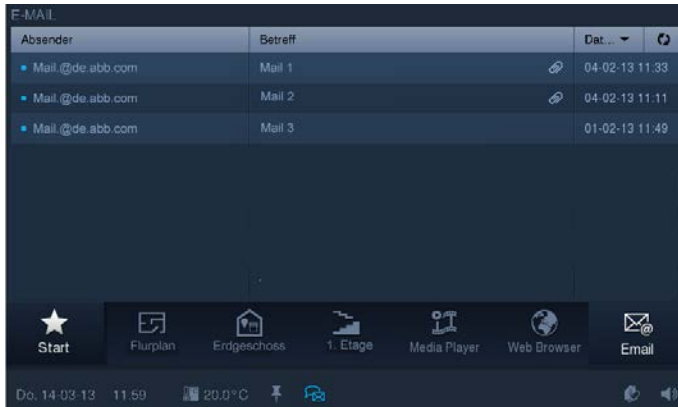 E-MAIL
Absender Betreff Dat...
Mail.@de.abb.com Mail 1 04-02-13 11:33
Mail.@de.abb.com Mail 2 04-02-13 11:11
Mail.@de.abb.com Mail 3 01-02-13 11:49
Start Flurplan Erdgeschoss 1. Etage Media Player Web Browser Email
Do. 14-03-13 11.59 20.0°C